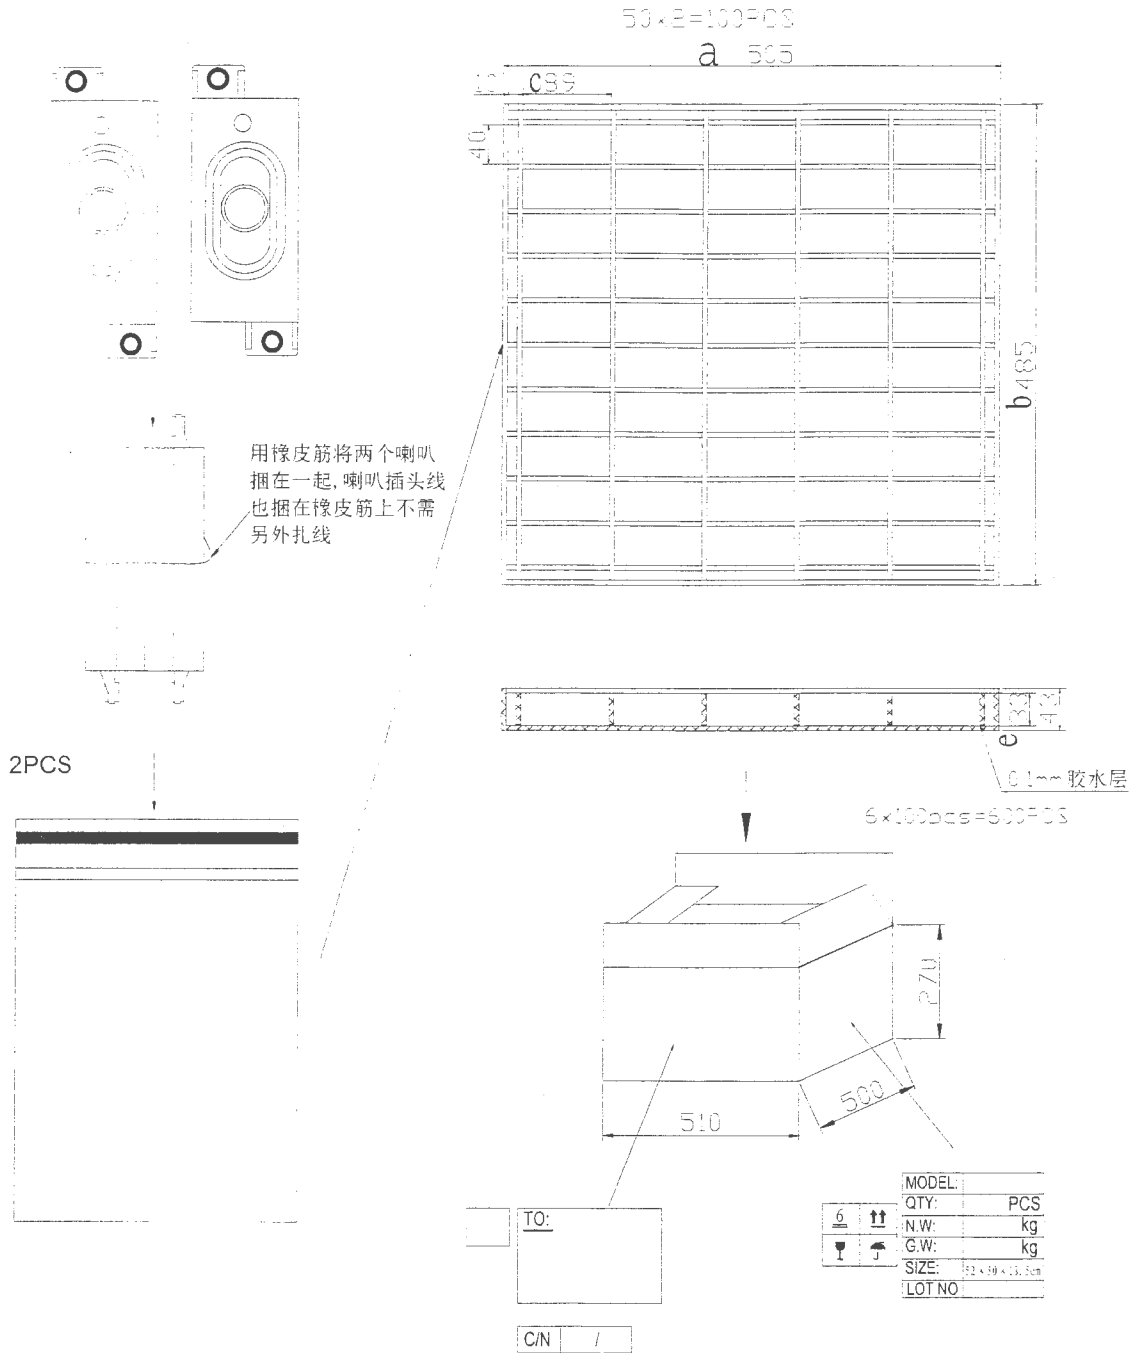 50×2=100PCS
a 505
10 c89
40
b485
用橡皮筋将两个喇叭
捆在一起,喇叭插头线
也捆在橡皮筋上不需
另外扎线
33
43
e
2PCS
0.1mm胶水层
6×100pcs=600PCS
270
500
510
MODEL:
QTY: PCS
N.W: kg
G.W: kg
SIZE:
LOT NO
6
TO:
C/N /